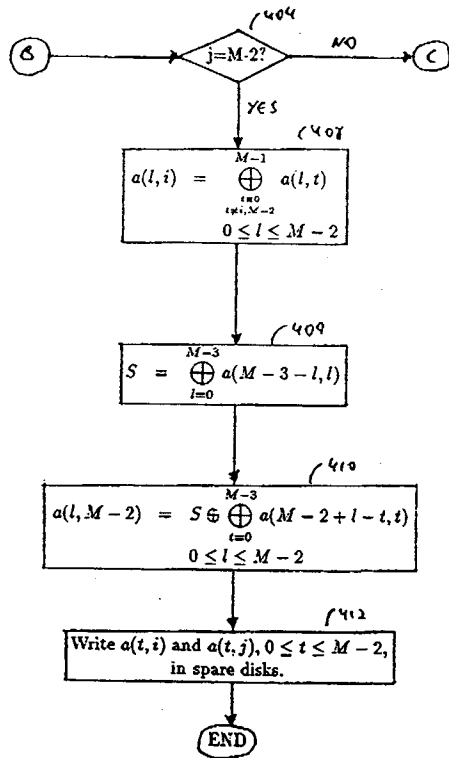 404
B
j=M-2?
NO
C
YES
408
M−1
a(l, i) = ⊕ a(l, t)
t=0
t≠i,M−2
0 ≤ l ≤ M − 2
409
M−3
S = ⊕ a(M − 3 − l, l)
l=0
410
M−3
a(l, M − 2) = S ⊕ ⊕ a(M − 2 + l − t, t)
t=0
0 ≤ l ≤ M − 2
412
Write a(t, i) and a(t, j), 0 ≤ t ≤ M − 2,
in spare disks.
END